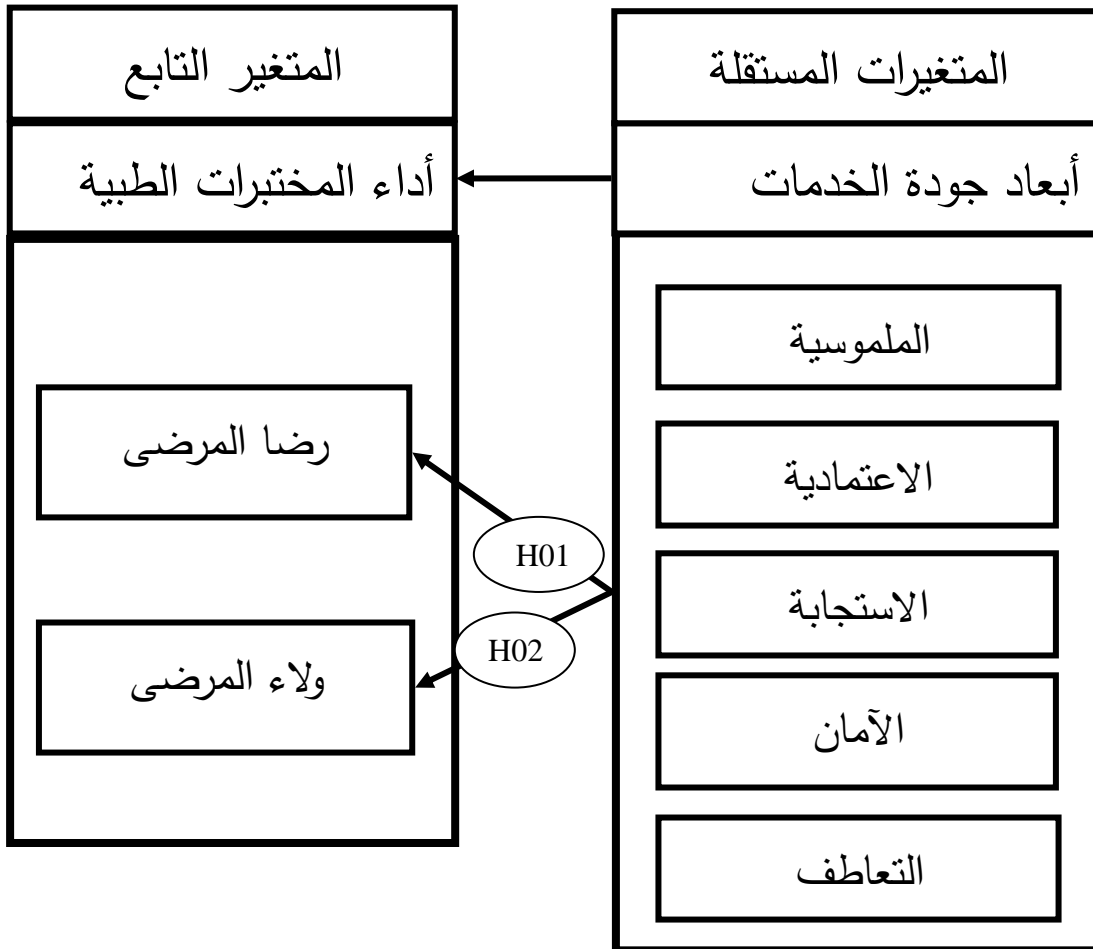 المتغيرات المستقلة
المتغير التابع
أبعاد جودة الخدمات
أداء المختبرات الطبية
الملموسية
الاعتمادية
الاستجابة
الآمان
التعاطف
H01
H02
رضا المرضى
ولاء المرضى